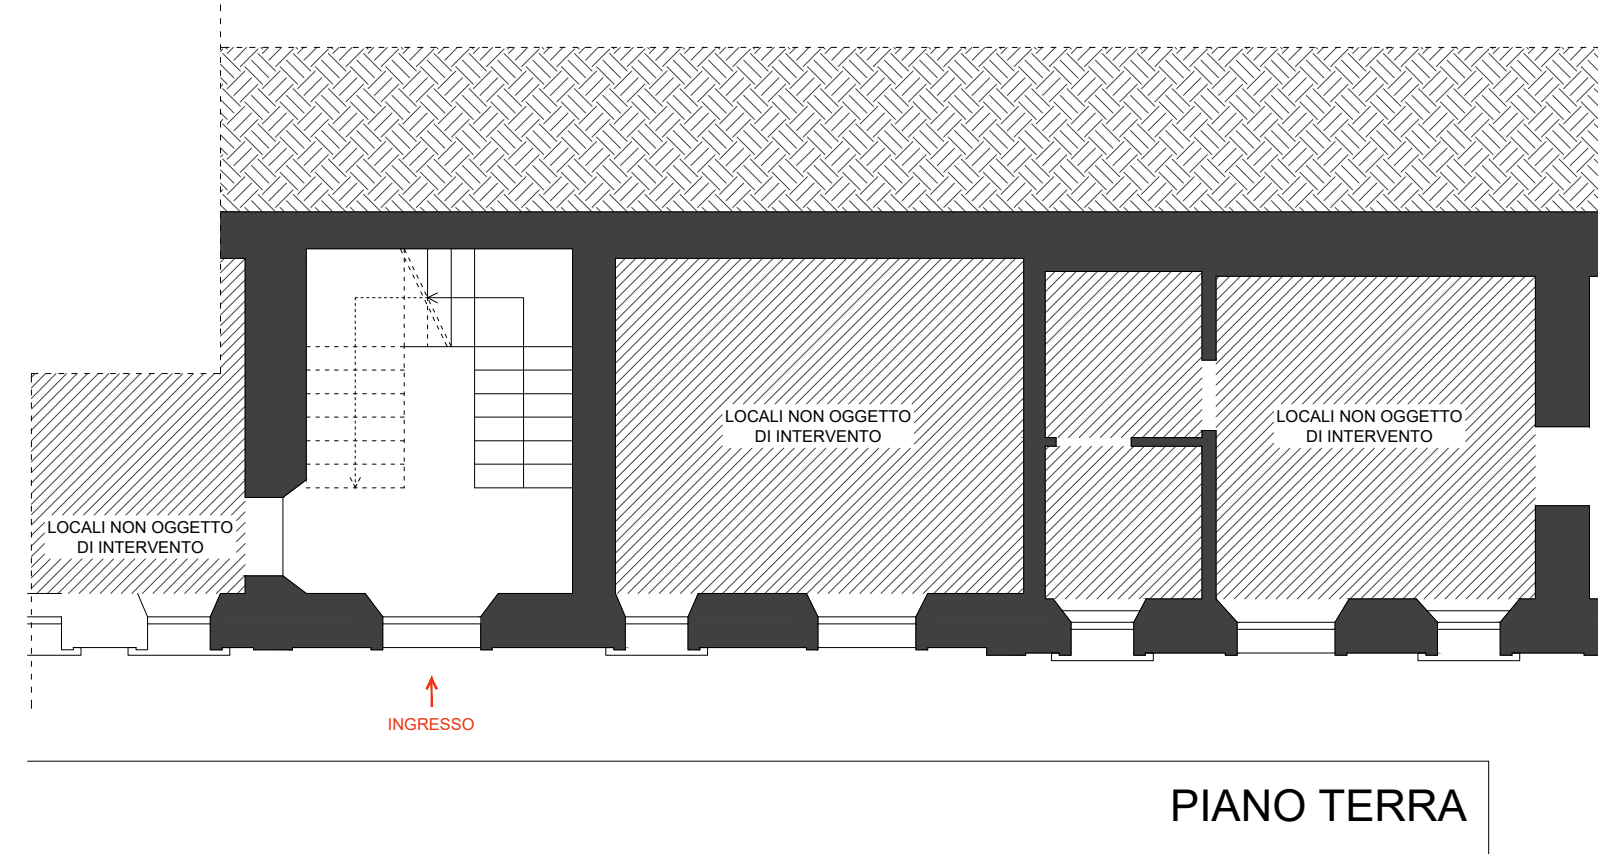 LOCALI NON OGGETTO
DI INTERVENTO
LOCALI NON OGGETTO
DI INTERVENTO
LOCALI NON OGGETTO
DI INTERVENTO
INGRESSO
PIANO TERRA